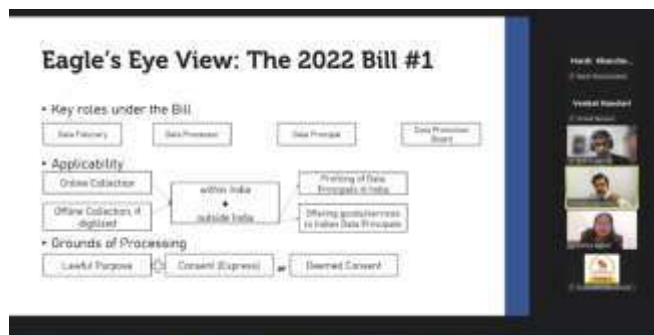 Eagle's Eye View: The 2022 Bill #1
• Key roles under the Bill
Data Fiduciary
Data Processor
Data Principal
Data Protection
Board
• Applicability
Online Collection
Offline Collection, if
digitised
within India
+
outside India
Profiling of Data
Principals in India
Offering goods/services
to Indian Data Principals
• Grounds of Processing
Lawful Purpose
Consent (Express)
or
Deemed Consent